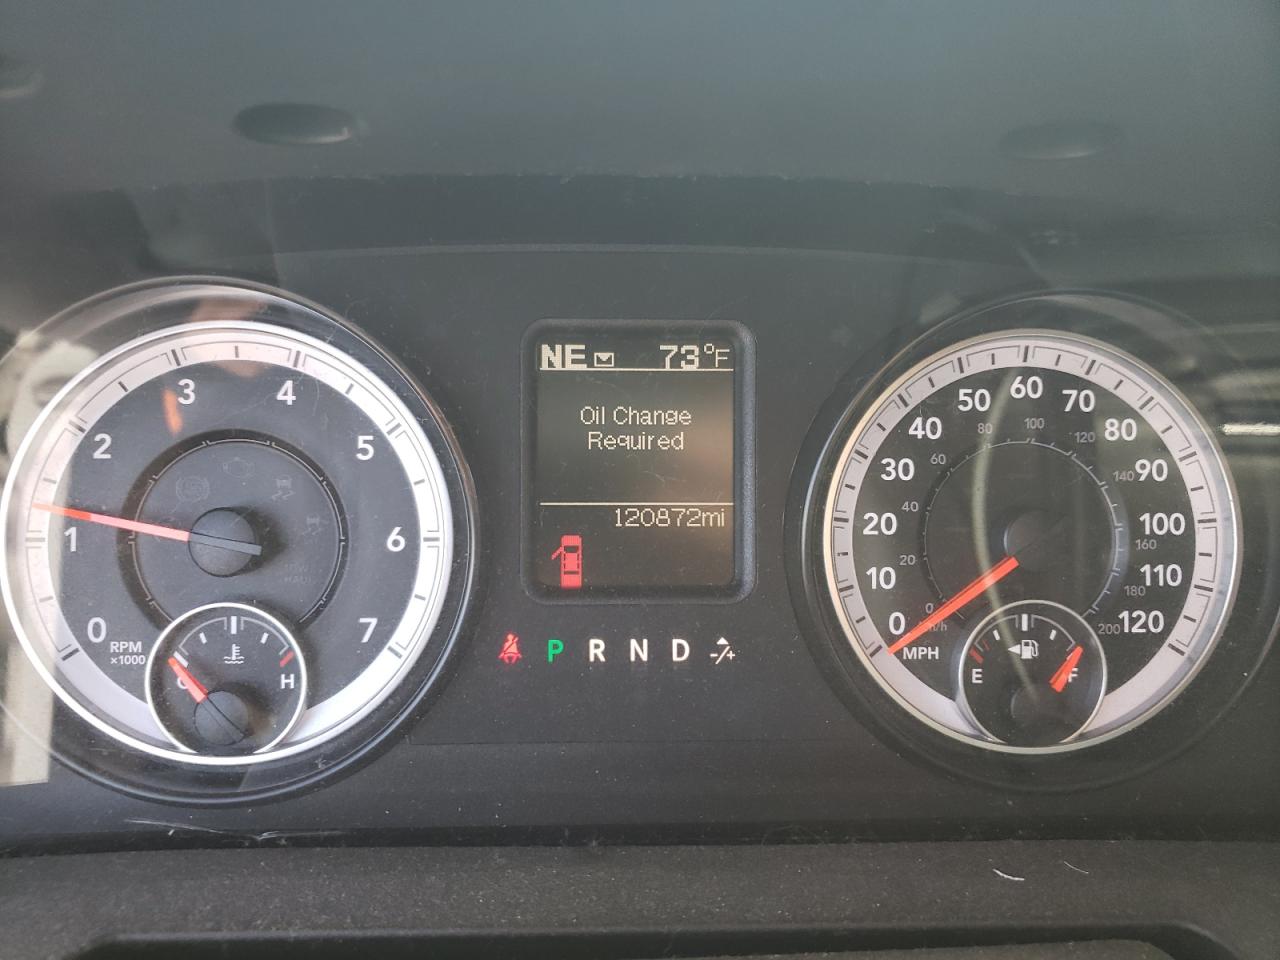 NE 73°F
Oil Change
Required
120872mi
P R N D -/+
0 1 2 3 4 5 6 7
RPM
×1000
C H
0 10 20 30 40 50 60 70 80 90 100 110 120
0 20 40 60 80 100 120 140 160 180 200
MPH
km/h
E F